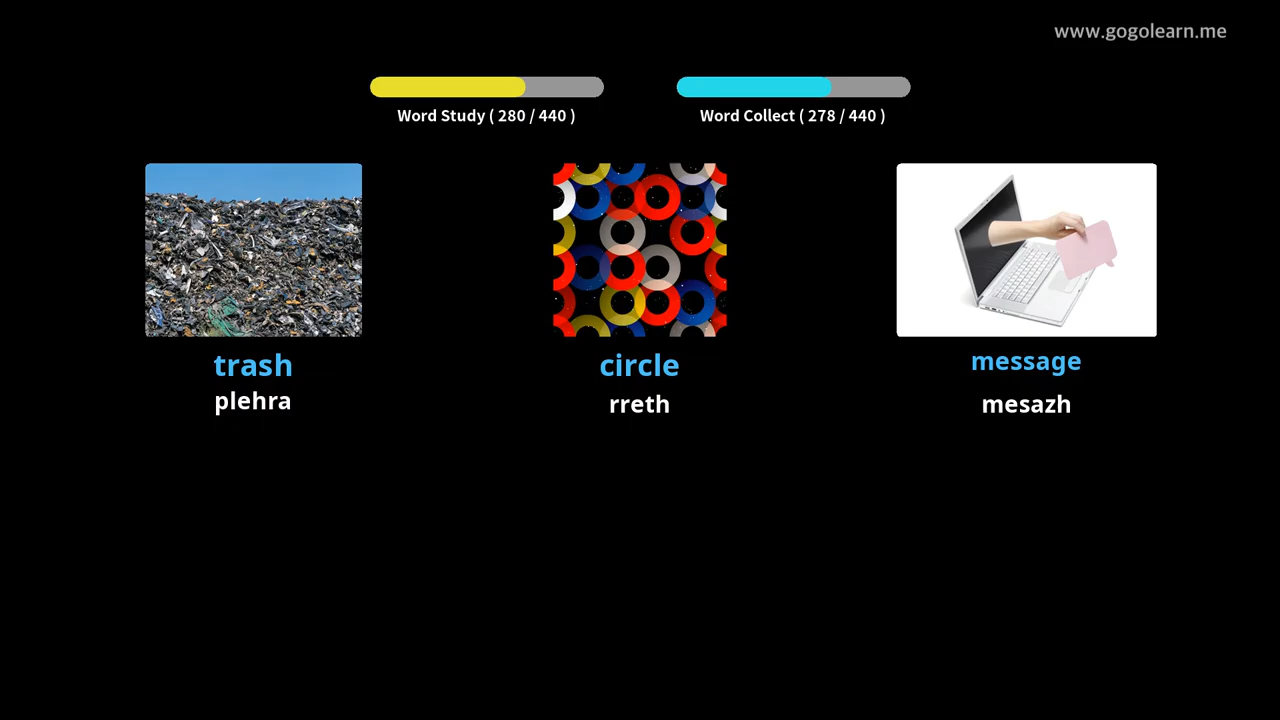 www.gogolearn.me
Word Study ( 280 / 440 )
Word Collect ( 278 / 440 )
trash
plehra
circle
rreth
message
mesazh